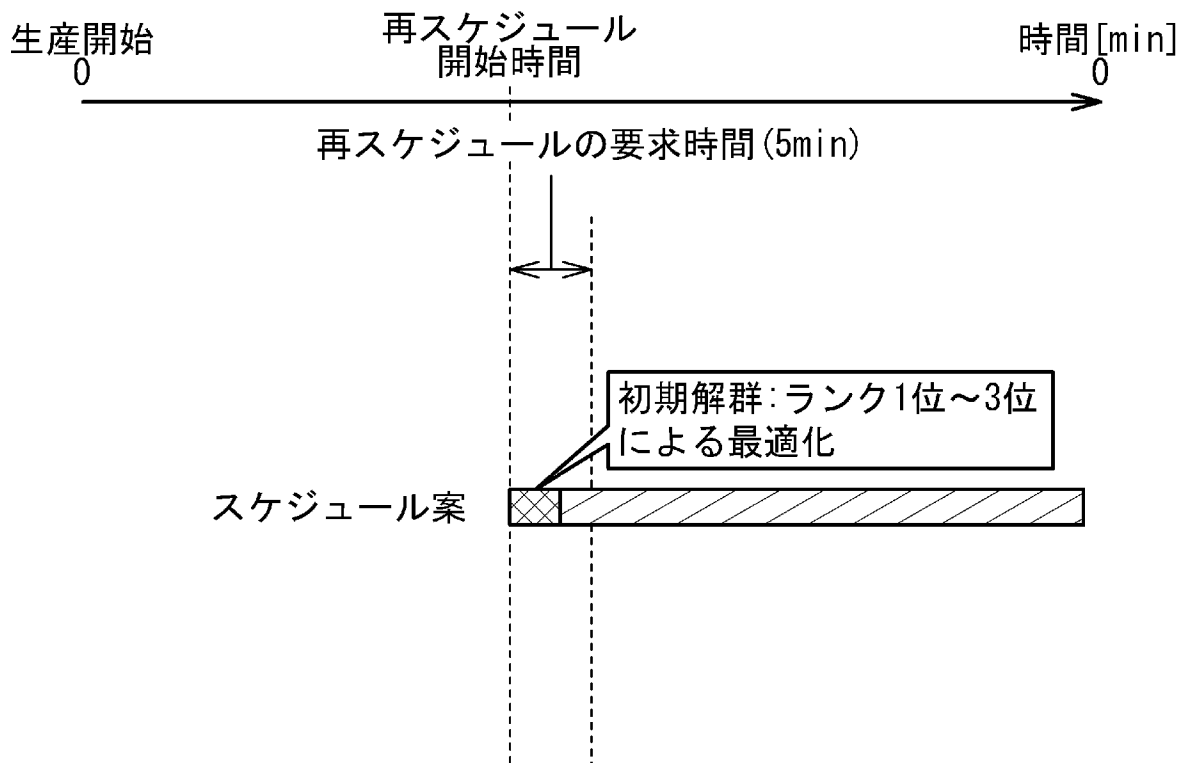 生産開始
0
再スケジュール
開始時間
時間[min]
0
再スケジュールの要求時間(5min)
初期解群:ランク1位～3位
による最適化
スケジュール案